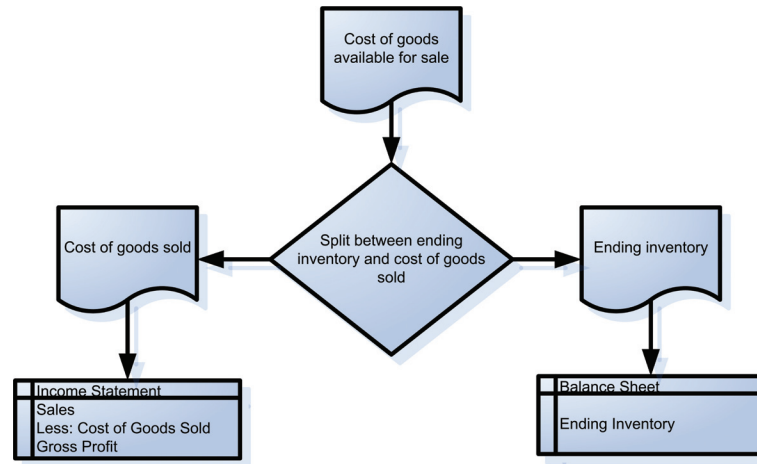 Cost of goods
available for sale
Cost of goods sold
Split between ending
inventory and cost of goods
sold
Ending inventory
Income Statement
Sales
Less: Cost of Goods Sold
Gross Profit
Balance Sheet
Ending Inventory